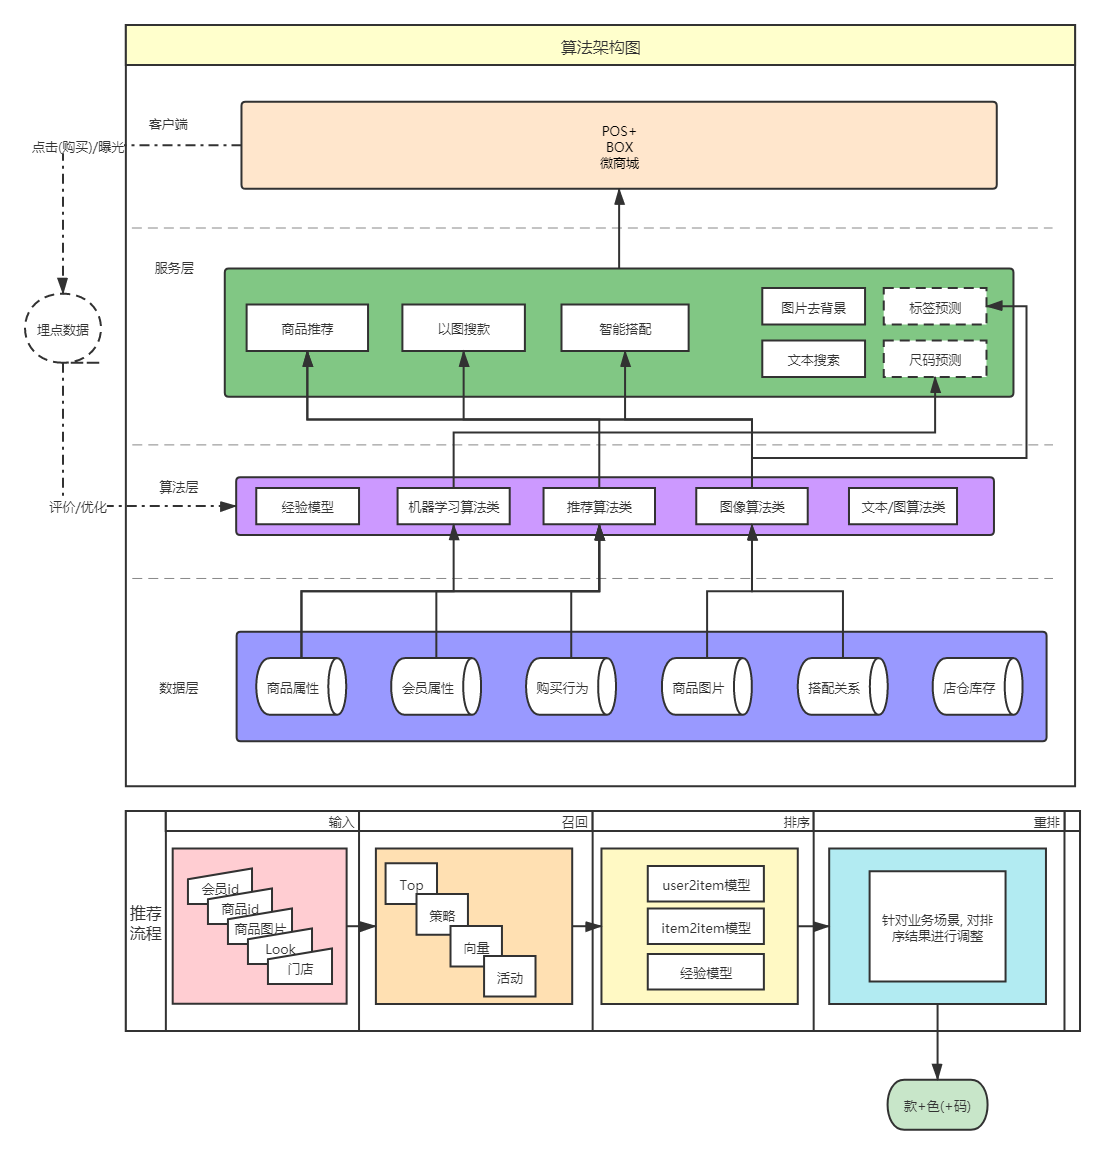 算法架构图
客户端
点击(购买)/曝光
POS+
BOX
微商城
服务层
商品推荐
以图搜款
智能搭配
图片去背景
标签预测
文本搜索
尺码预测
埋点数据
算法层
评价/优化
经验模型
机器学习算法类
推荐算法类
图像算法类
文本/图算法类
数据层
商品属性
会员属性
购买行为
商品图片
搭配关系
店仓库存
推荐
流程
输入
会员id
商品id
商品图片
Look
门店
召回
Top
策略
向量
活动
排序
user2item模型
item2item模型
经验模型
重排
针对业务场景, 对排
序结果进行调整
款+色(+码)